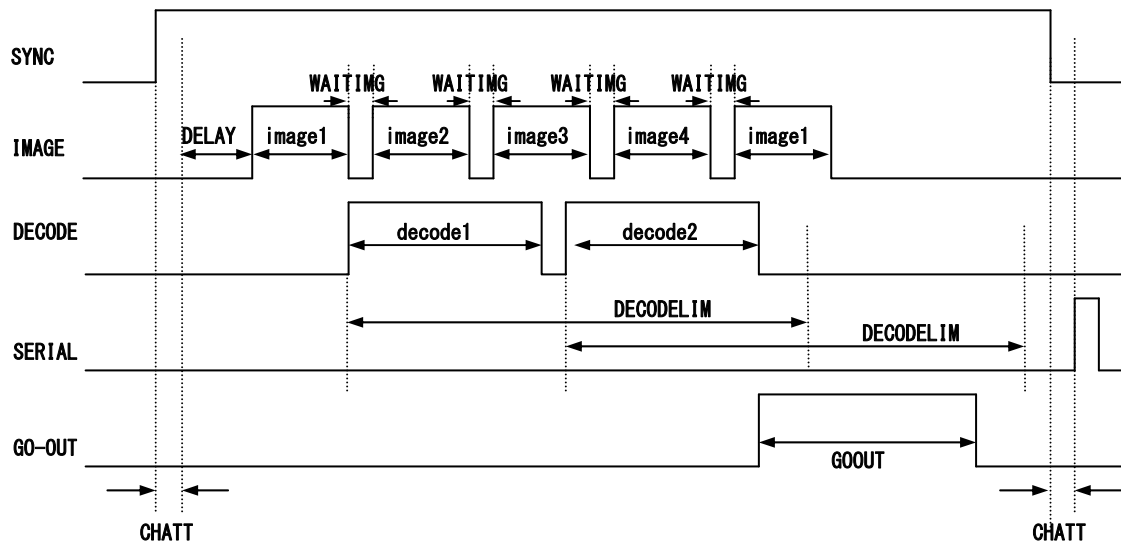 SYNC
WAITIMG WAITIMG WAITIMG WAITIMG
IMAGE
DELAY image1 image2 image3 image4 image1
DECODE
decode1 decode2
DECODELIM
DECODELIM
SERIAL
GO-OUT
GOOUT
CHATT CHATT